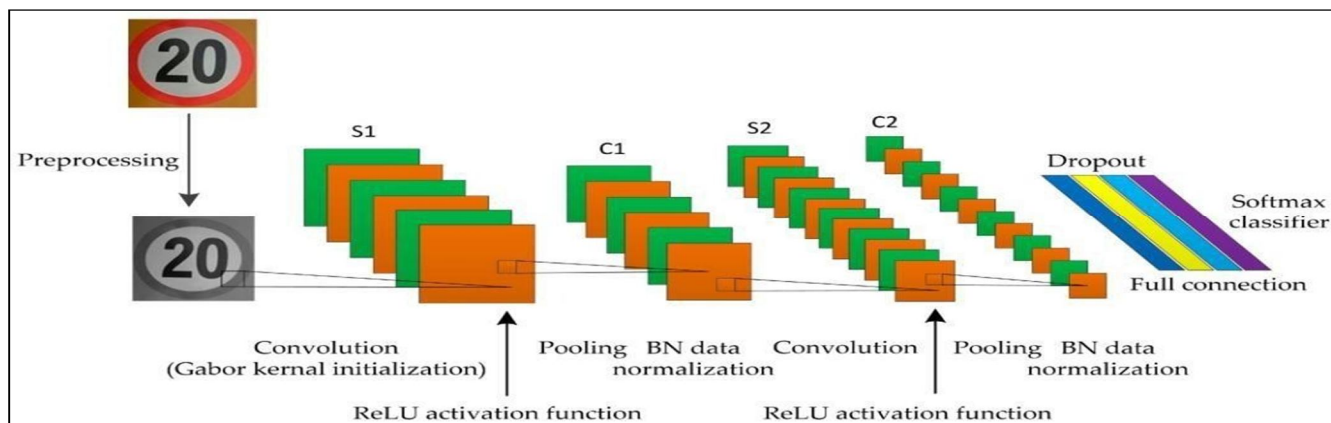 20
Preprocessing
20
S1
C1
S2
C2
Dropout
Softmax
classifier
Full connection
Convolution
(Gabor kernal initialization)
Pooling
BN data
normalization
Convolution
Pooling
BN data
normalization
ReLU activation function
ReLU activation function